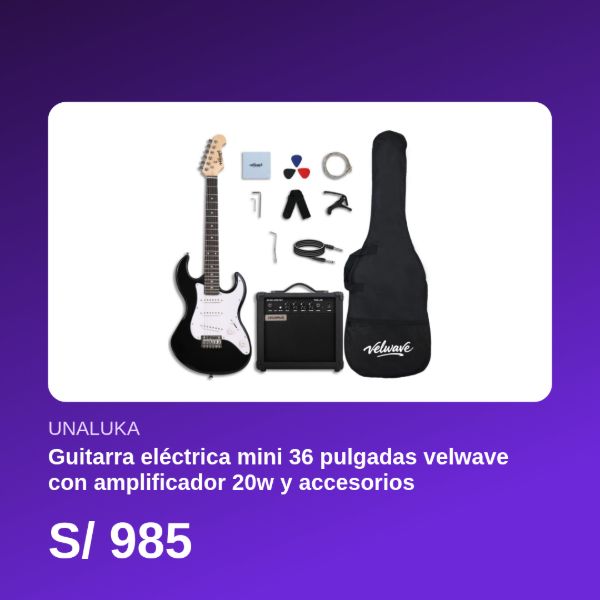 velwave
UNALUKA
Guitarra eléctrica mini 36 pulgadas velwave
con amplificador 20w y accesorios
S/ 985